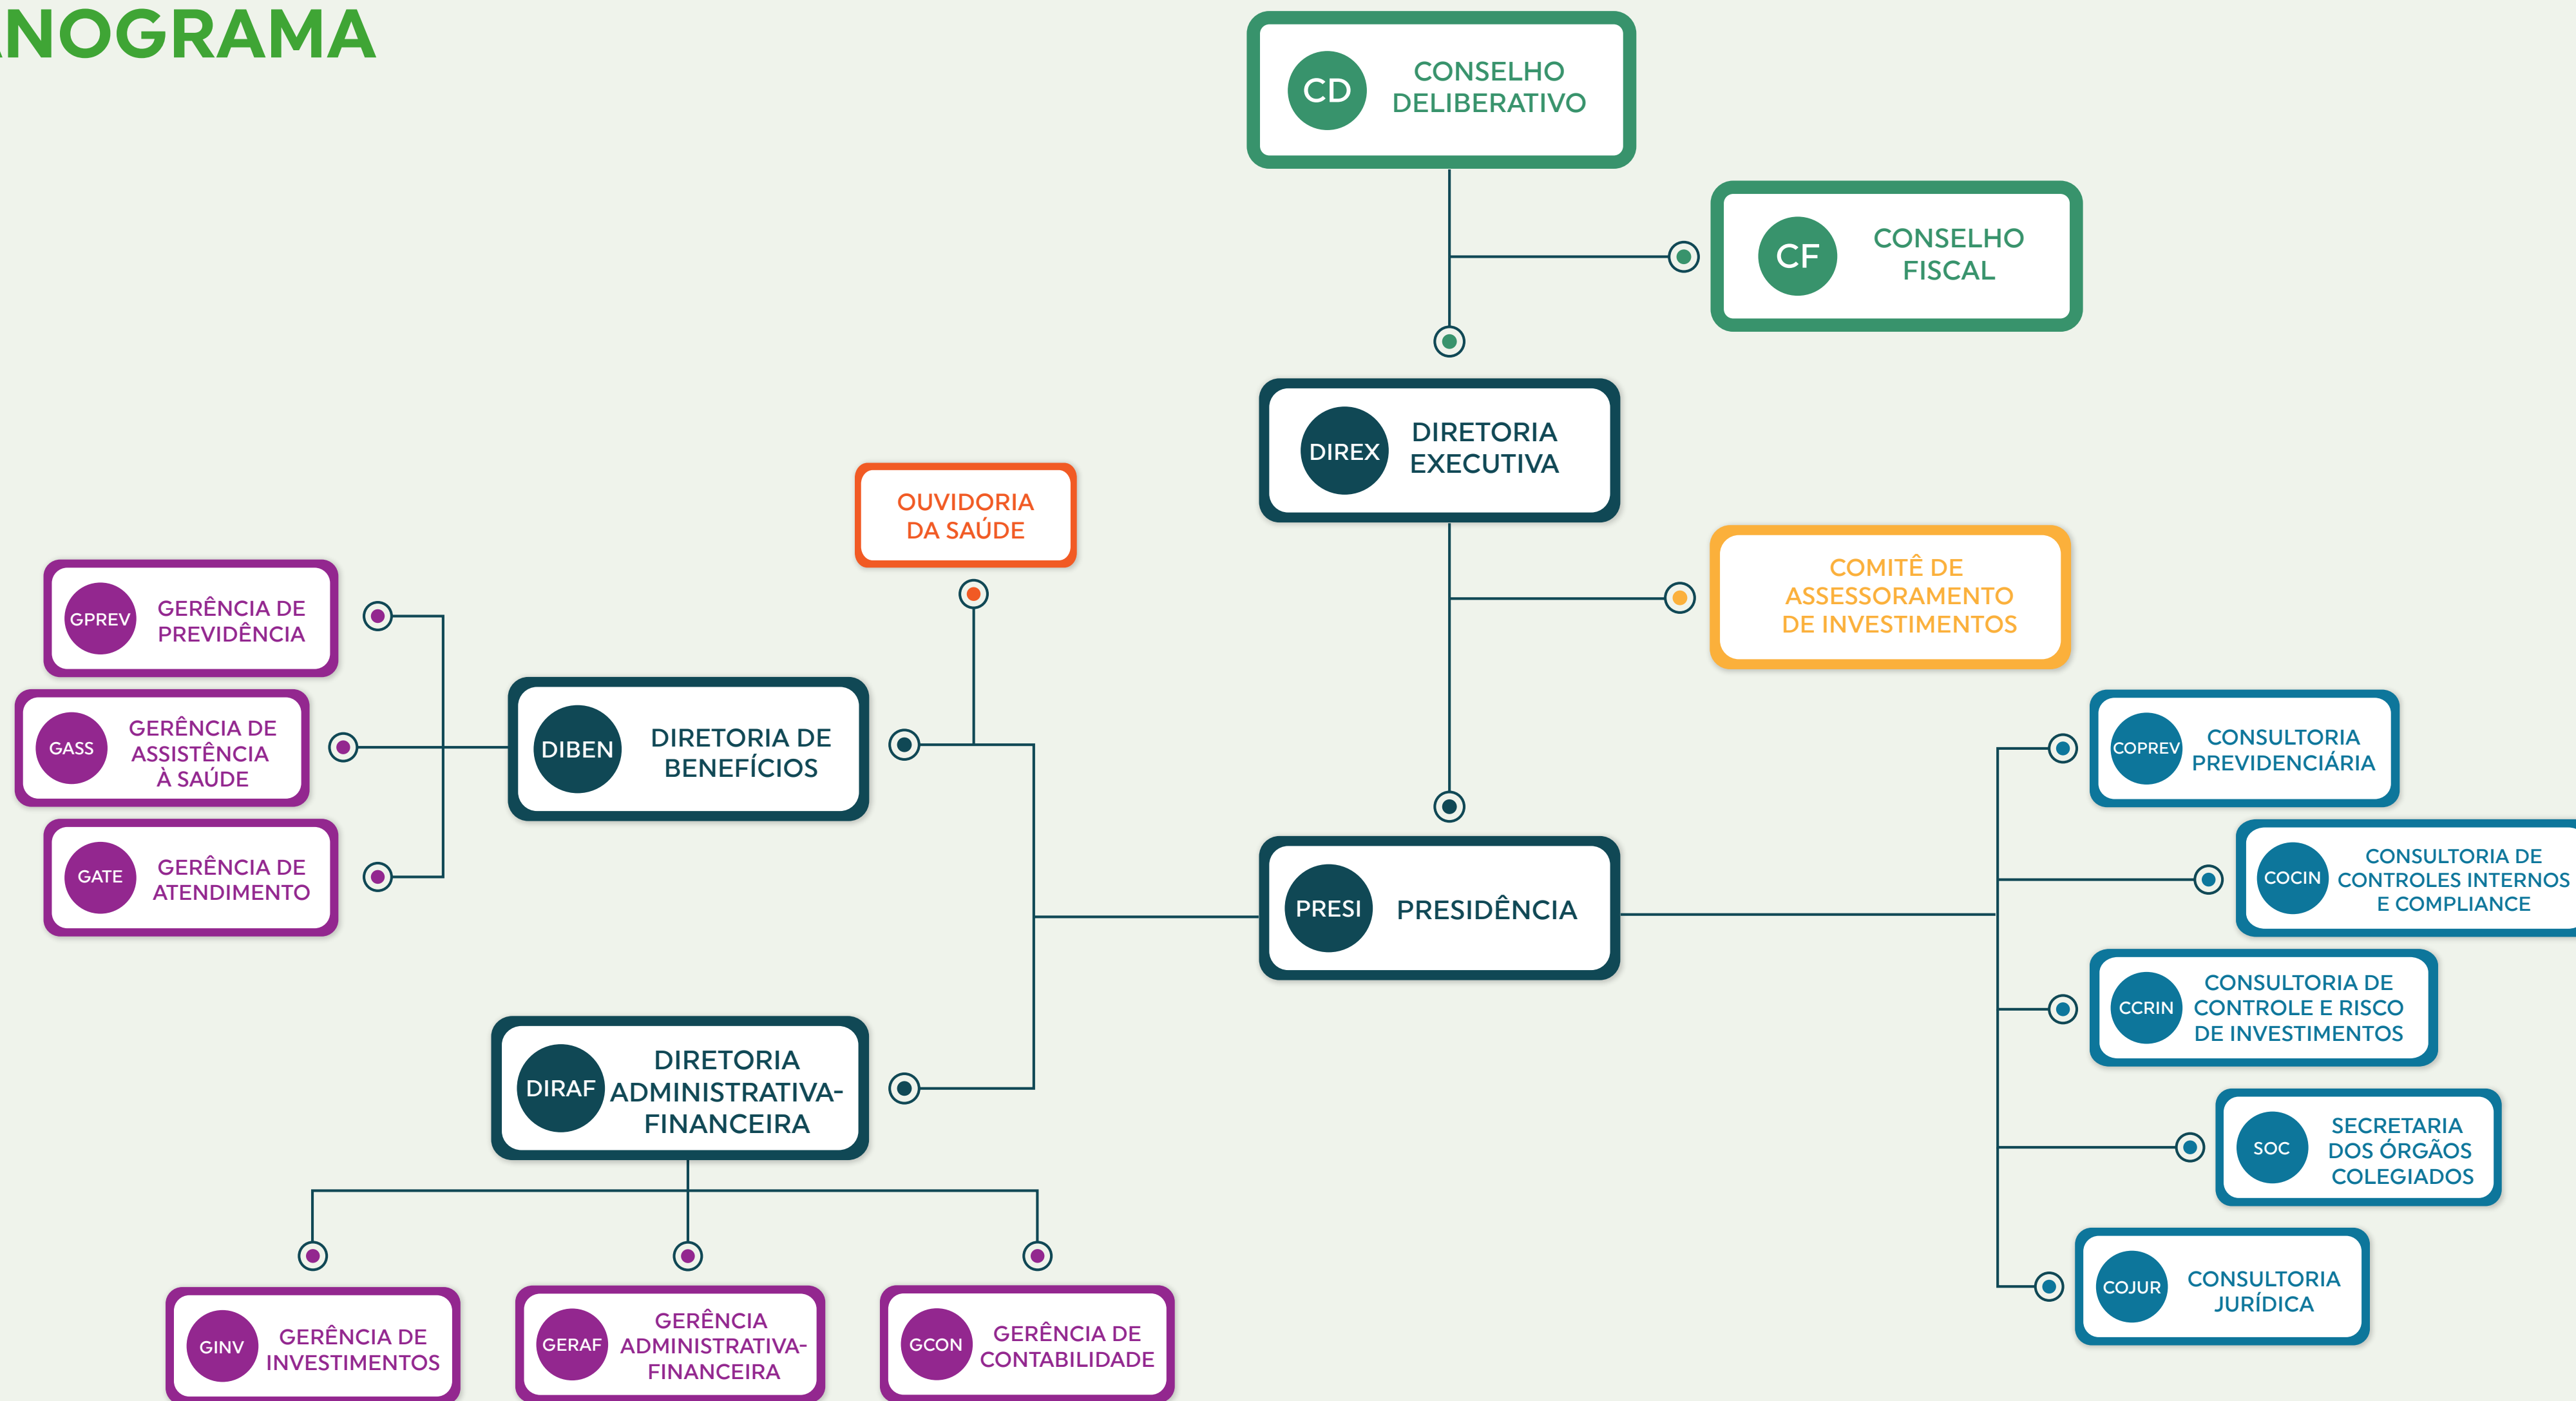 ANOGRAMA
CD
CONSELHO
DELIBERATIVO
CF
CONSELHO
FISCAL
DIREX
DIRETORIA
EXECUTIVA
OUVIDORIA
DA SAÚDE
COMITÊ DE
ASSESSORAMENTO
DE INVESTIMENTOS
GPREV
GERÊNCIA DE
PREVIDÊNCIA
GASS
GERÊNCIA DE
ASSISTÊNCIA
À SAÚDE
GATE
GERÊNCIA DE
ATENDIMENTO
DIBEN
DIRETORIA DE
BENEFÍCIOS
PRESI
PRESIDÊNCIA
COPREV
CONSULTORIA
PREVIDENCIÁRIA
COCIN
CONSULTORIA DE
CONTROLES INTERNOS
E COMPLIANCE
CCRIN
CONSULTORIA DE
CONTROLE E RISCO
DE INVESTIMENTOS
SOC
SECRETARIA
DOS ÓRGÃOS
COLEGIADOS
COJUR
CONSULTORIA
JURÍDICA
DIRAF
DIRETORIA
ADMINISTRATIVA-
FINANCEIRA
GINV
GERÊNCIA DE
INVESTIMENTOS
GERAF
GERÊNCIA
ADMINISTRATIVA-
FINANCEIRA
GCON
GERÊNCIA DE
CONTABILIDADE